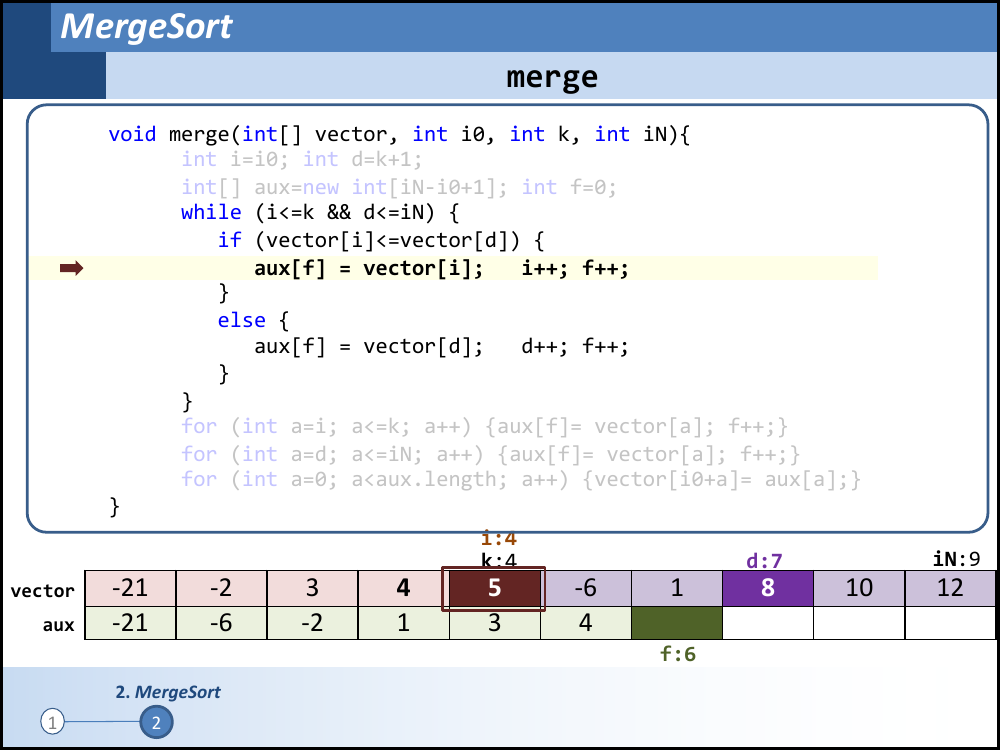 MergeSort
merge
void merge(int[] vector, int i0, int k, int iN){
int i=i0; int d=k+1;
int[] aux=new int[iN-i0+1]; int f=0;
while (i<=k && d<=iN) {
if (vector[i]<=vector[d]) {
aux[f] = vector[i];   i++; f++;
}
else {
aux[f] = vector[d];   d++; f++;
}
}
for (int a=i; a<=k; a++) {aux[f]= vector[a]; f++;}
for (int a=d; a<=iN; a++) {aux[f]= vector[a]; f++;}
for (int a=0; a<aux.length; a++) {vector[i0+a]= aux[a];}
}
i:4
k:4 d:7 iN:9
vector -21 -2 3 4 5 -6 1 8 10 12
aux -21 -6 -2 1 3 4
f:6
2. MergeSort
1 2